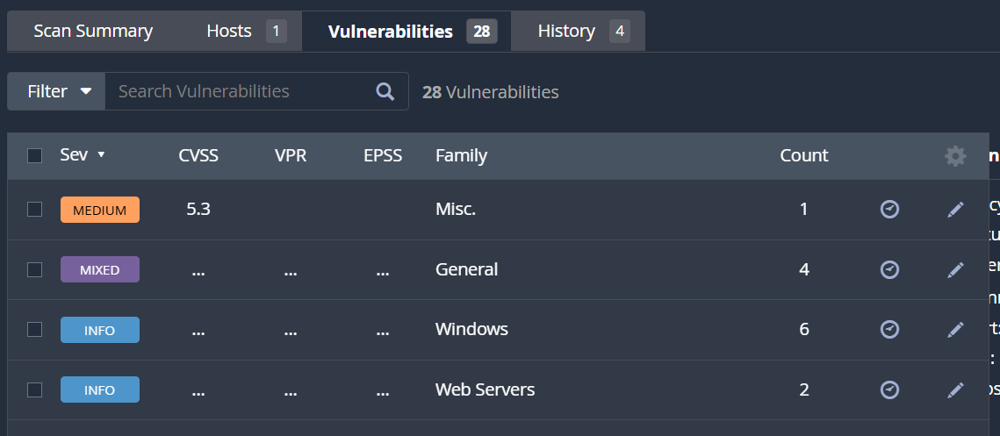 Scan Summary Hosts 1 Vulnerabilities 28 History 4
Filter Search Vulnerabilities 28 Vulnerabilities
Sev CVSS VPR EPSS Family Count
MEDIUM 5.3 Misc. 1
MIXED ... ... ... General 4
INFO ... ... ... Windows 6
INFO ... ... ... Web Servers 2